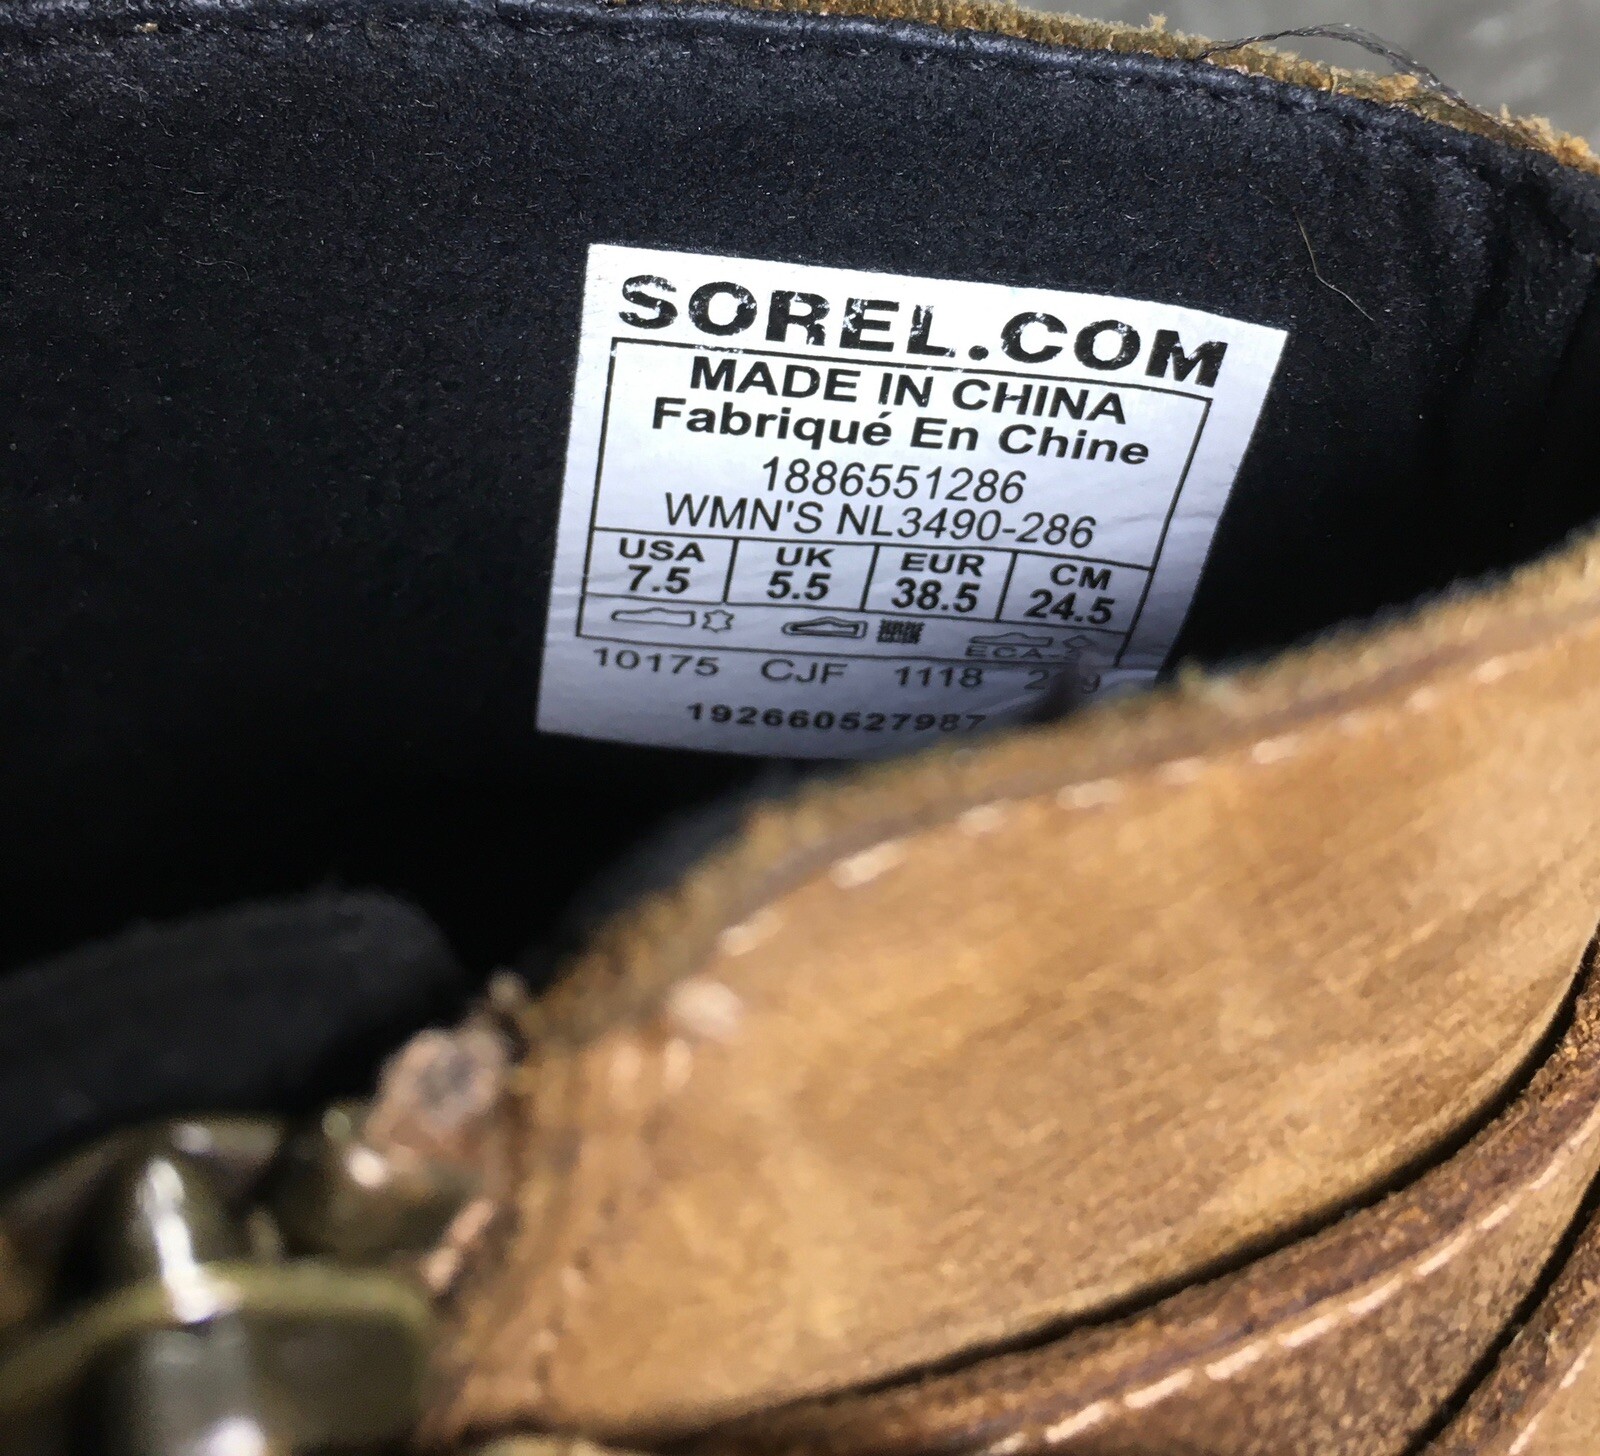 SOREL.COM
MADE IN CHINA
Fabriqué En Chine
1886551286
WMN'S NL3490-286
USA UK EUR CM
7.5 5.5 38.5 24.5
10175 CJF 1118
192660527987